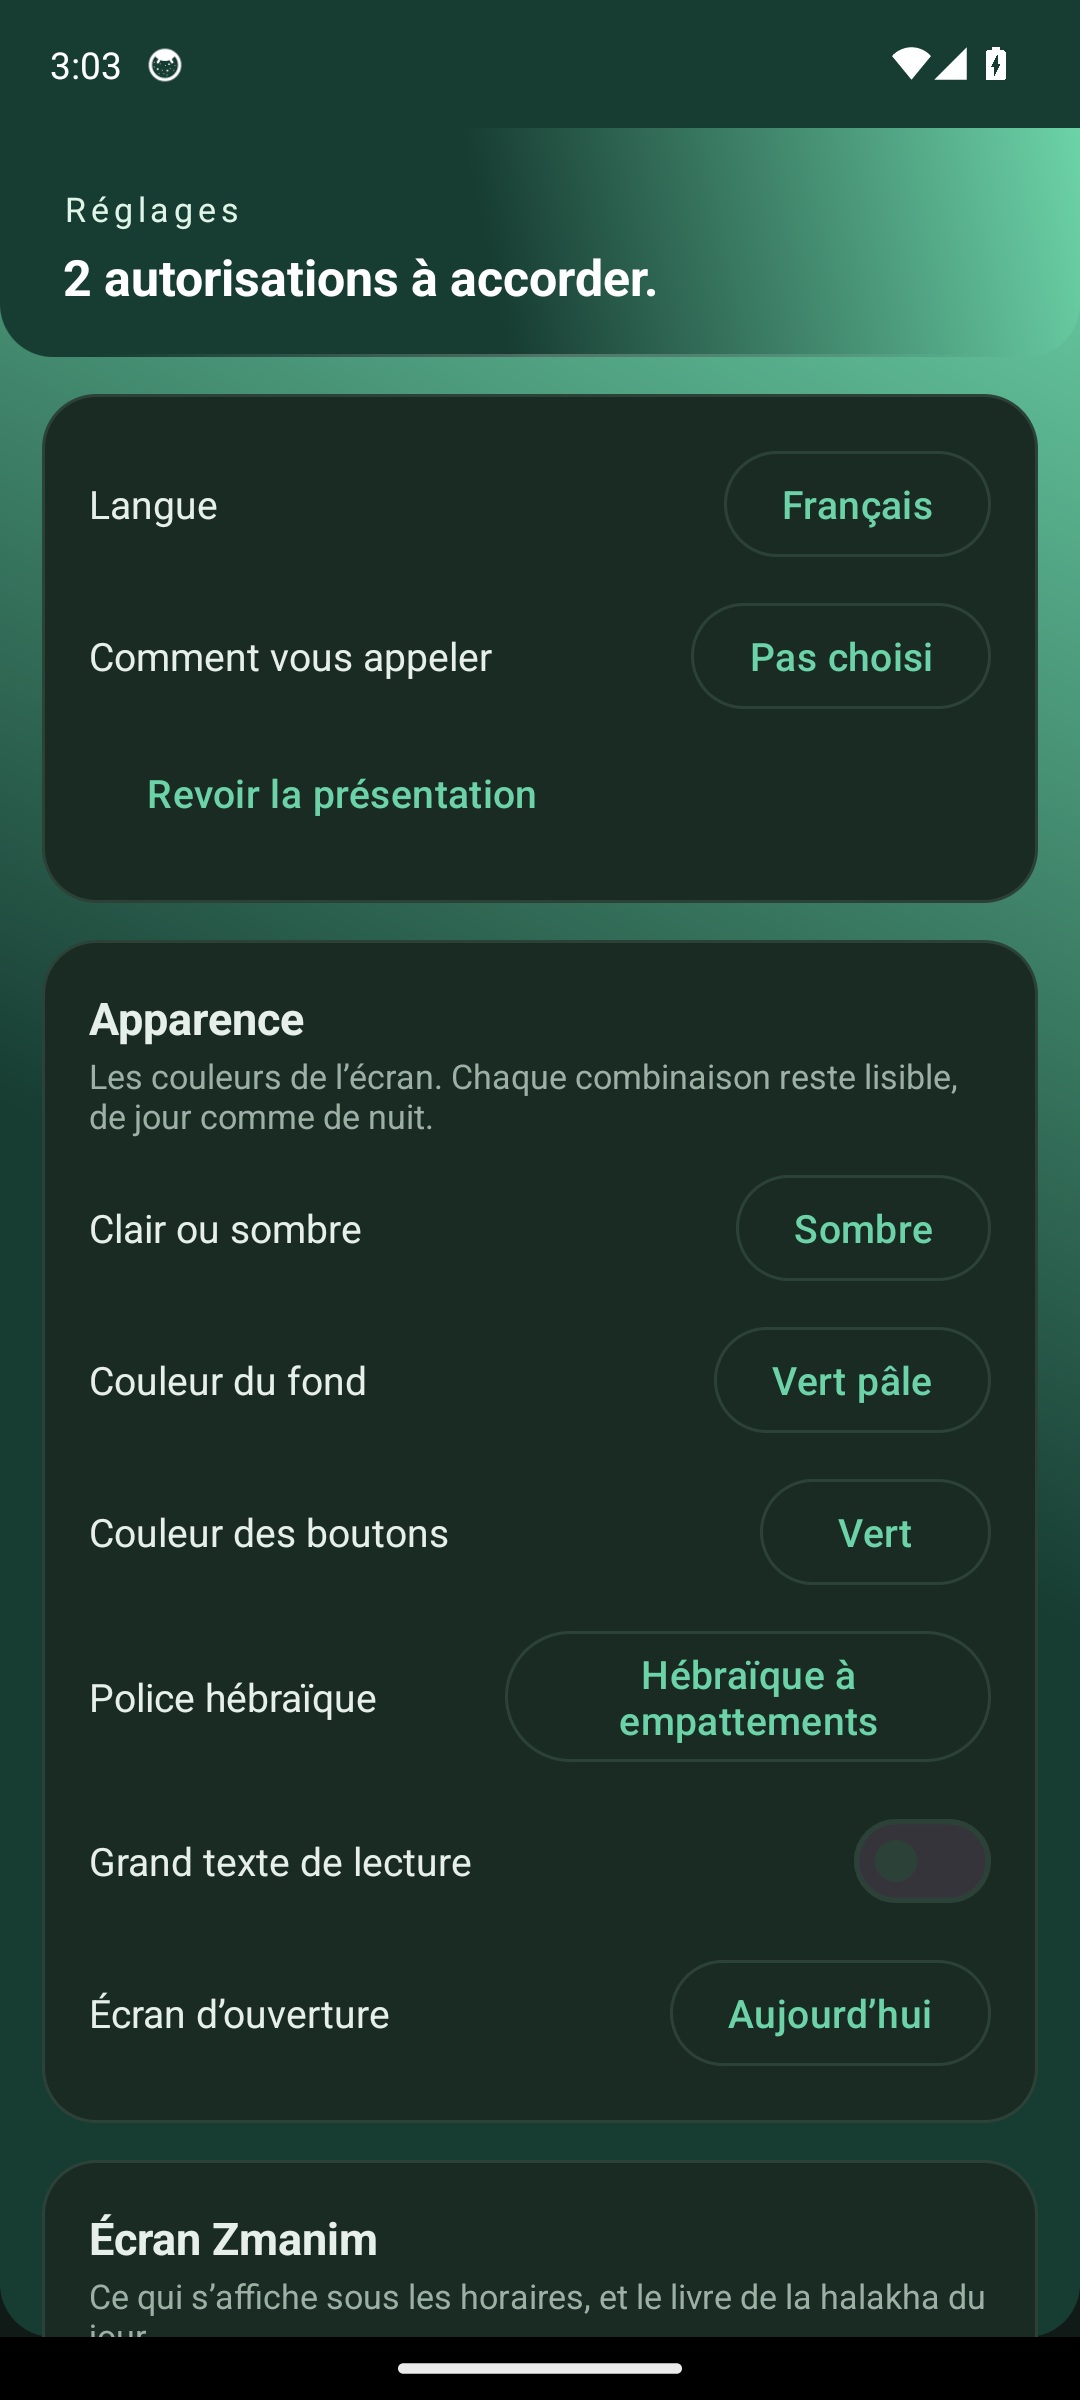 3:03
Réglages
2 autorisations à accorder.
Langue
Français
Comment vous appeler
Pas choisi
Revoir la présentation
Apparence
Les couleurs de l’écran. Chaque combinaison reste lisible,
de jour comme de nuit.
Clair ou sombre
Sombre
Couleur du fond
Vert pâle
Couleur des boutons
Vert
Police hébraïque
Hébraïque à
empattements
Grand texte de lecture
Écran d’ouverture
Aujourd’hui
Écran Zmanim
Ce qui s’affiche sous les horaires, et le livre de la halakha du
jour